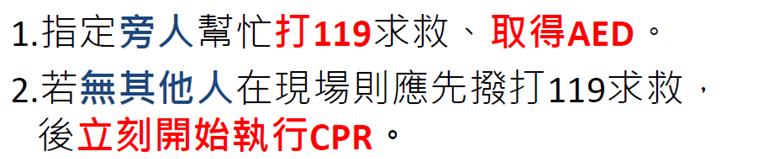 1.指定旁人幫忙打119求救、取得AED。
2.若無其他人在現場則應先撥打119求救，
後立刻開始執行CPR。